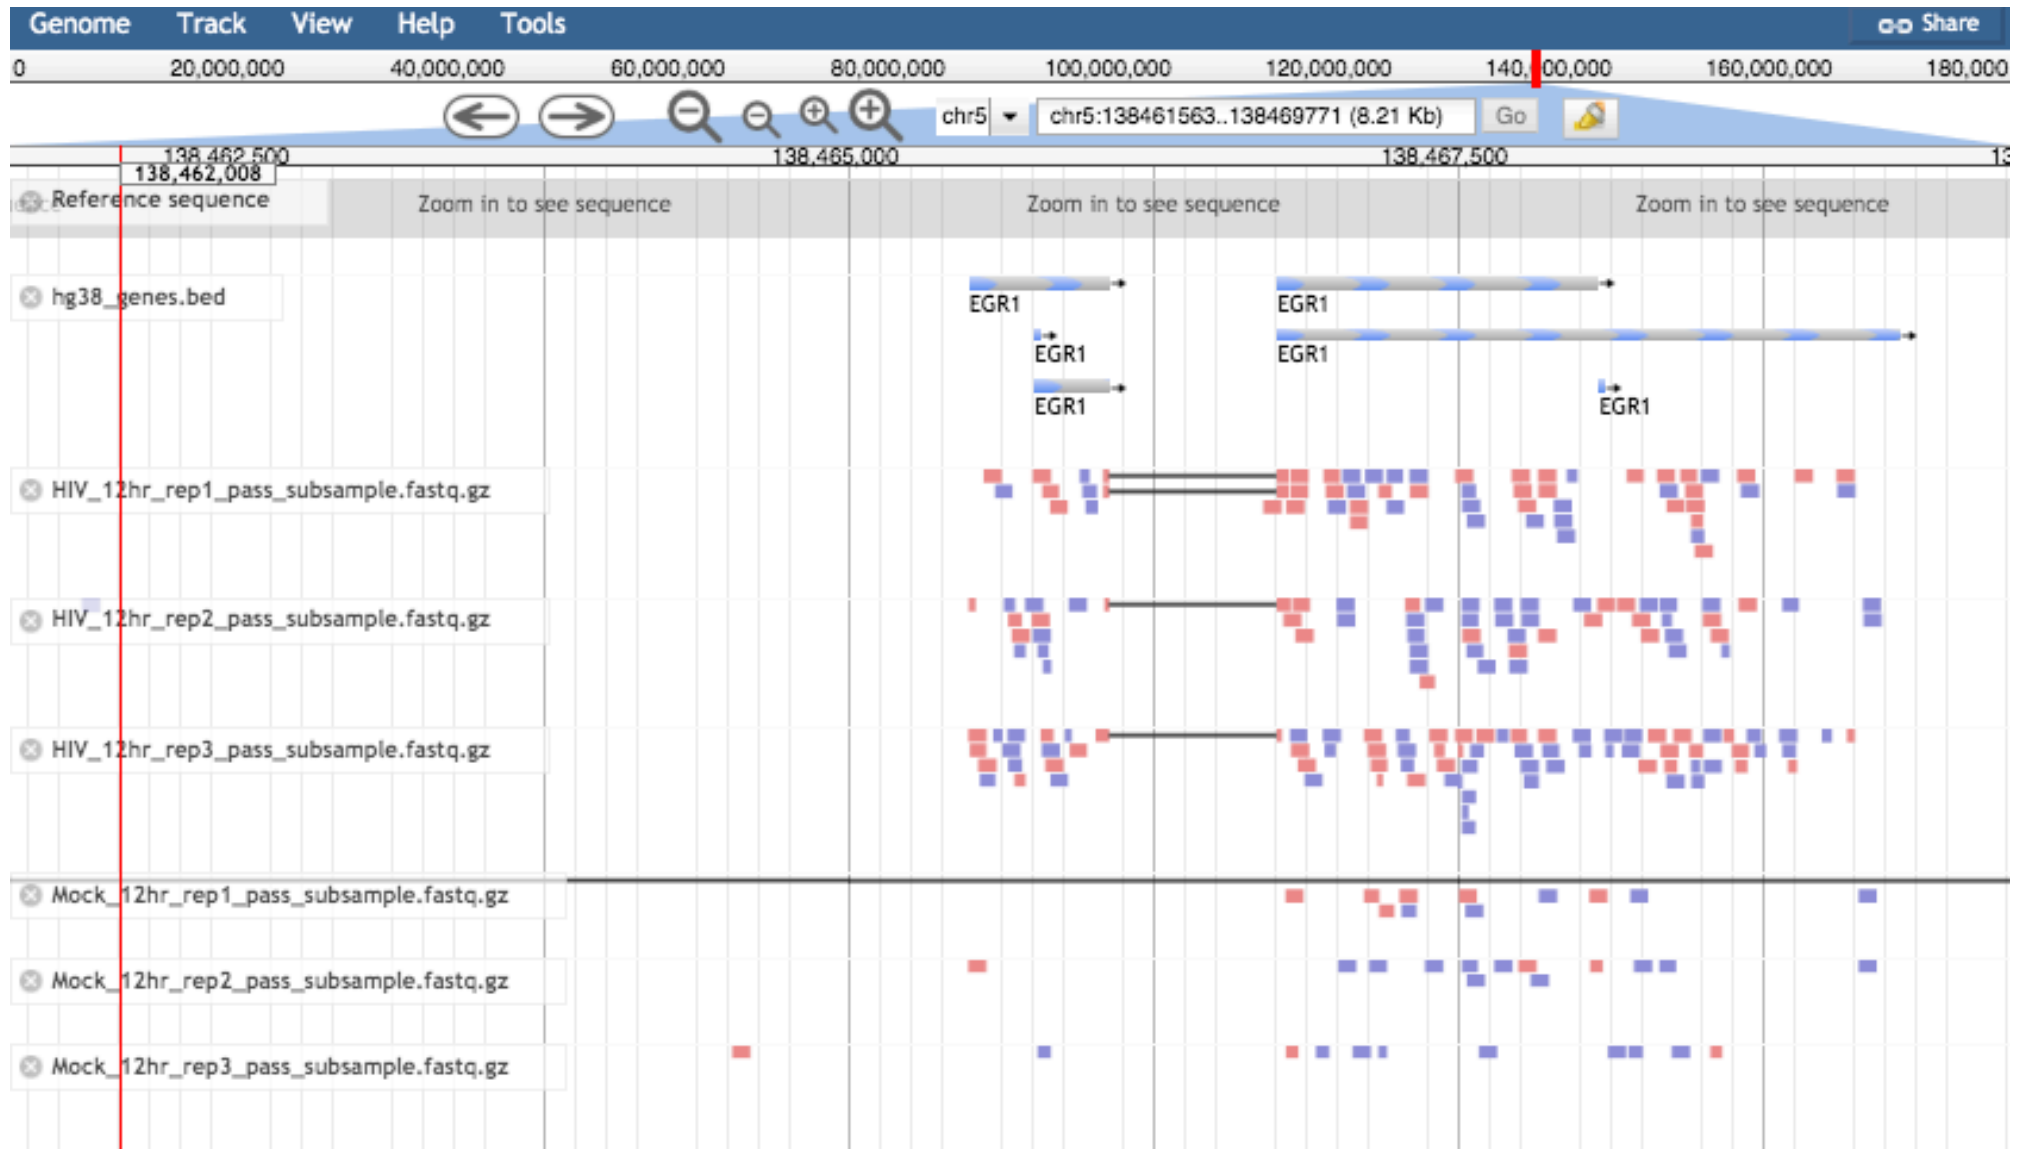 Genome Track View Help Tools Share
0 20,000,000 40,000,000 60,000,000 80,000,000 100,000,000 120,000,000 140,000,000 160,000,000 180,000
chr5 chr5:138461563..138469771 (8.21 Kb) Go
138,462,500 138,465,000 138,467,500 13
138,462,008
Reference sequence Zoom in to see sequence Zoom in to see sequence Zoom in to see sequence
hg38_genes.bed
EGR1 EGR1
EGR1 EGR1
EGR1 EGR1
HIV_12hr_rep1_pass_subsample.fastq.gz
HIV_12hr_rep2_pass_subsample.fastq.gz
HIV_12hr_rep3_pass_subsample.fastq.gz
Mock_12hr_rep1_pass_subsample.fastq.gz
Mock_12hr_rep2_pass_subsample.fastq.gz
Mock_12hr_rep3_pass_subsample.fastq.gz